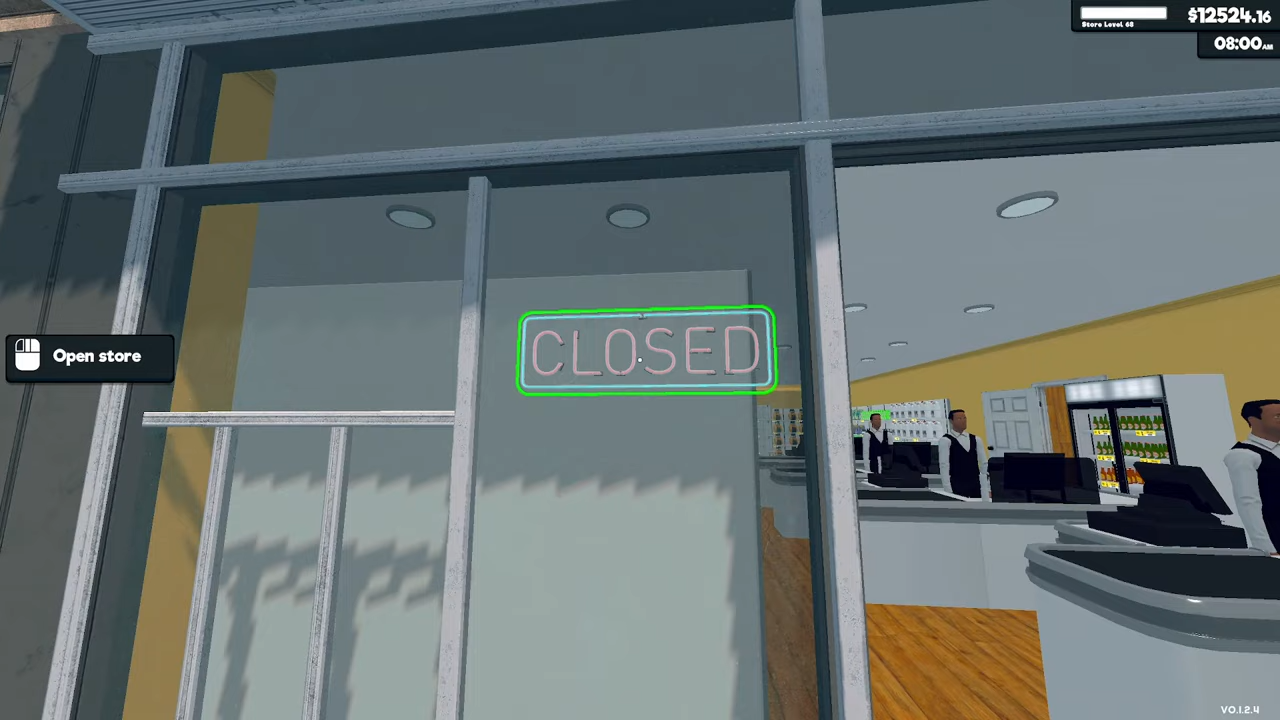 $12524.16
Store Level 68
08:00AM
CLOSED
Open store
V0.1.2.4